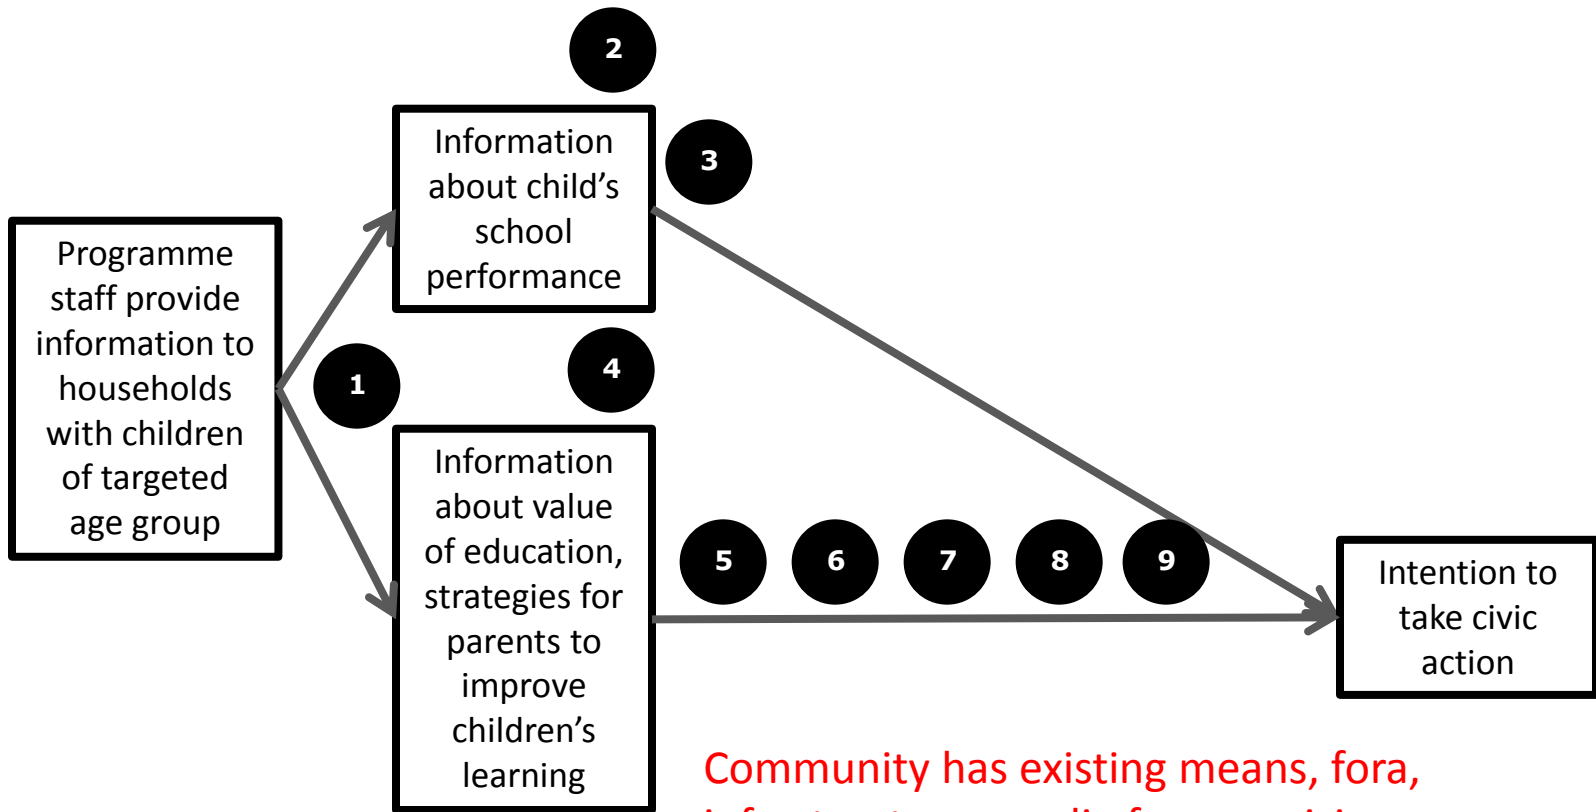 2
Information
about child's
school
performance
3
Programme
staff provide
information to
households
with children
of targeted
age group
1
4
Information
about value
of education,
strategies for
parents to
improve
children's
learning
5 6 7 8 9
Intention to
take civic
action
Community has existing means, fora,